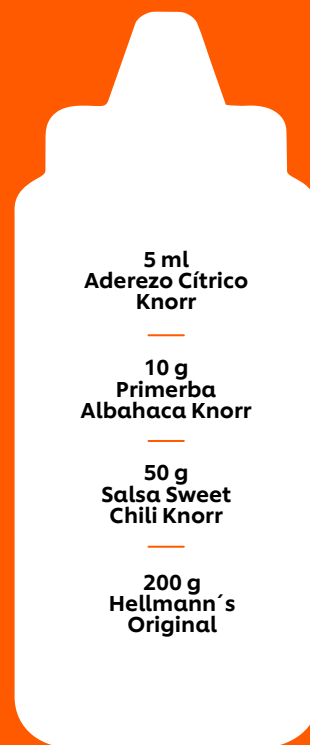 5 ml
Aderezo Cítrico
Knorr
10 g
Primerba
Albahaca Knorr
50 g
Salsa Sweet
Chili Knorr
200 g
Hellmann´s
Original